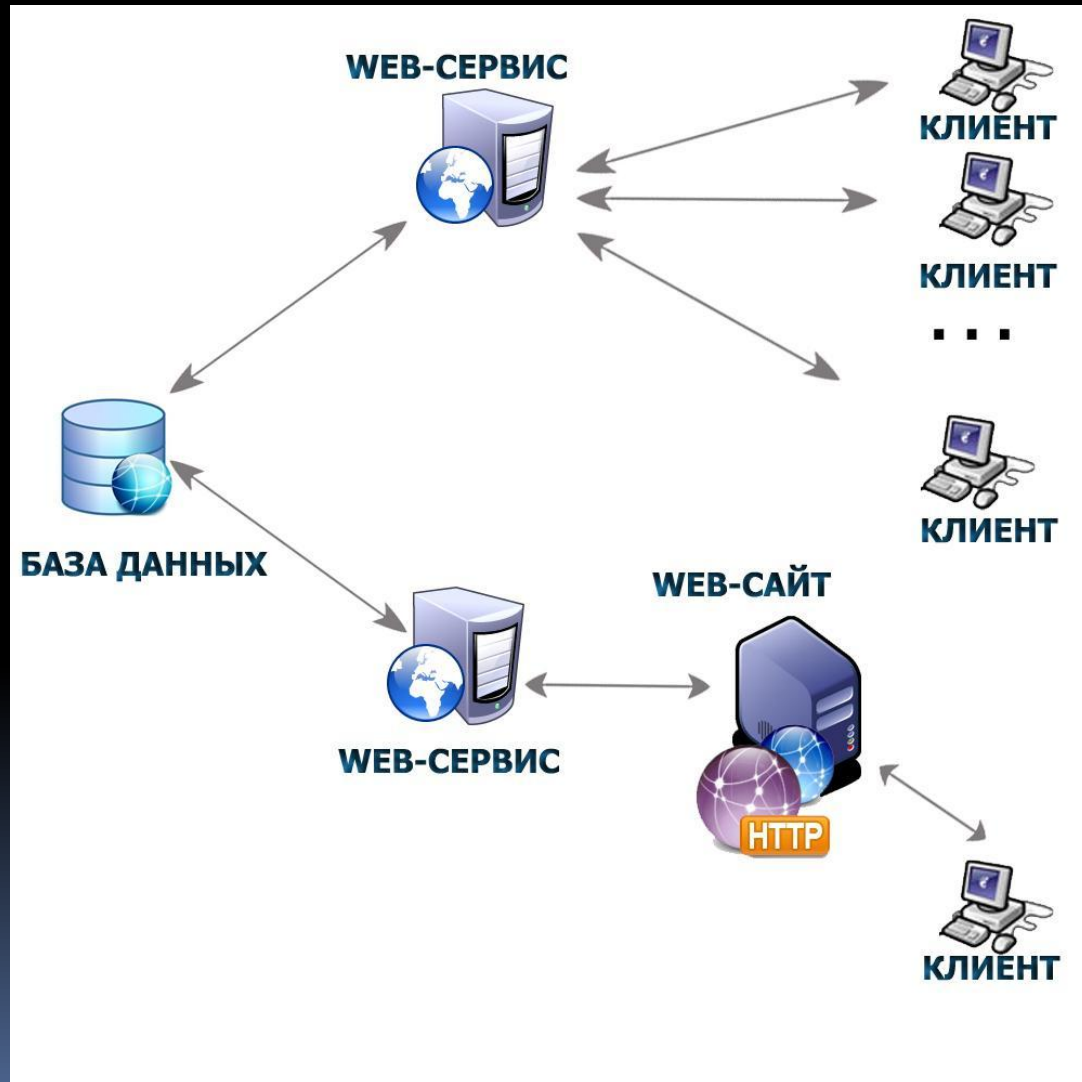 WEB-СЕРВИС
КЛИЕНТ
КЛИЕНТ
. . .
КЛИЕНТ
БАЗА ДАННЫХ
WEB-САЙТ
WEB-СЕРВИС
HTTP
КЛИЕНТ